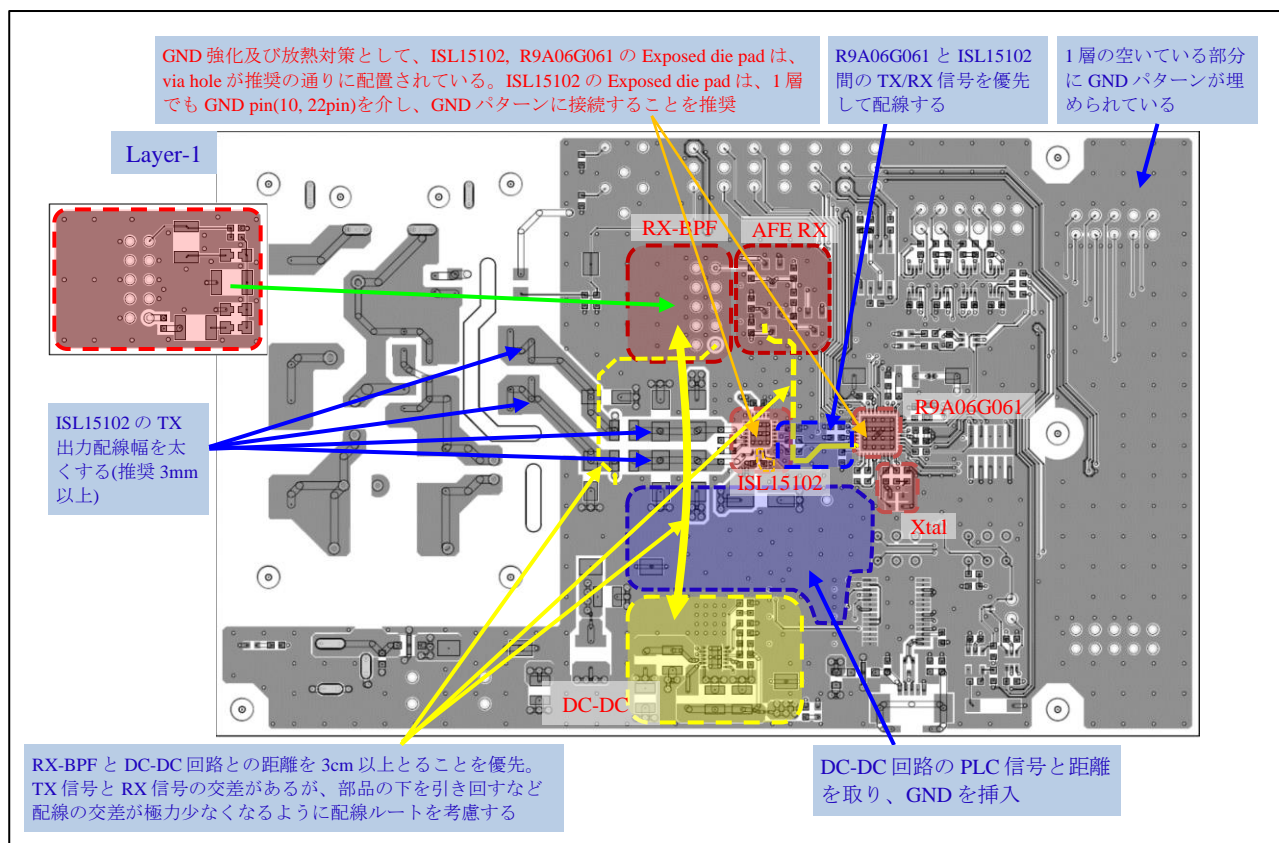 GND 強化及び放熱対策として、ISL15102, R9A06G061 の Exposed die pad は、
via hole が推奨の通りに配置されている。ISL15102 の Exposed die pad は、1 層
でも GND pin(10, 22pin)を介し、GND パターンに接続することを推奨
R9A06G061 と ISL15102
間の TX/RX 信号を優先
して配線する
1 層の空いている部分
に GND パターンが埋
められている
Layer-1
RX-BPF
AFE RX
R9A06G061
ISL15102 の TX
出力配線幅を太
くする(推奨 3mm
以上)
ISL15102
Xtal
DC-DC
RX-BPF と DC-DC 回路との距離を 3cm 以上とることを優先。
TX 信号と RX 信号の交差があるが、部品の下を引き回すなど
配線の交差が極力少なくなるように配線ルートを考慮する
DC-DC 回路の PLC 信号と距離
を取り、GND を挿入